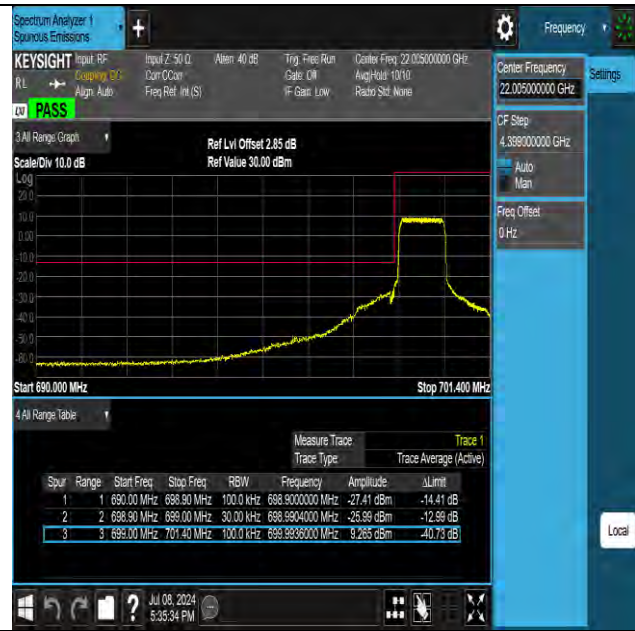 Spectrum Analyzer 1
Spurious Emissions
+
Frequency
KEYSIGHT Input: RF
Coupling: DC
Align: Auto
Input Z: 50 Ω
Corr CCorr
Freq Ref: Int (S)
Atten: 40 dB
Trig: Free Run
Gate: Off
IF Gain: Low
Center Freq: 22.005000000 GHz
Avg|Hold: 10/10
Radio Std: None
RL
LXI PASS
Center Frequency
22.005000000 GHz
Settings
CF Step
4.399000000 GHz
Auto
Man
Freq Offset
0 Hz
3 All Range Graph
Ref Lvl Offset 2.85 dB
Scale/Div 10.0 dB
Ref Value 30.00 dBm
Log
20.0
10.0
0.00
-10.0
-20.0
-30.0
-40.0
-50.0
-60.0
Start 690.000 MHz
Stop 701.400 MHz
4 All Range Table
Measure Trace Trace 1
Trace Type Trace Average (Active)
Spur Range Start Freq Stop Freq RBW Frequency Amplitude ΔLimit
1 1 690.00 MHz 698.90 MHz 100.0 kHz 698.9000000 MHz -27.41 dBm -14.41 dB
2 2 698.90 MHz 699.00 MHz 30.00 kHz 698.9904000 MHz -25.99 dBm -12.99 dB
3 3 699.00 MHz 701.40 MHz 100.0 kHz 699.9936000 MHz 9.265 dBm -40.73 dB
Local
?
Jul 08, 2024
5:35:34 PM